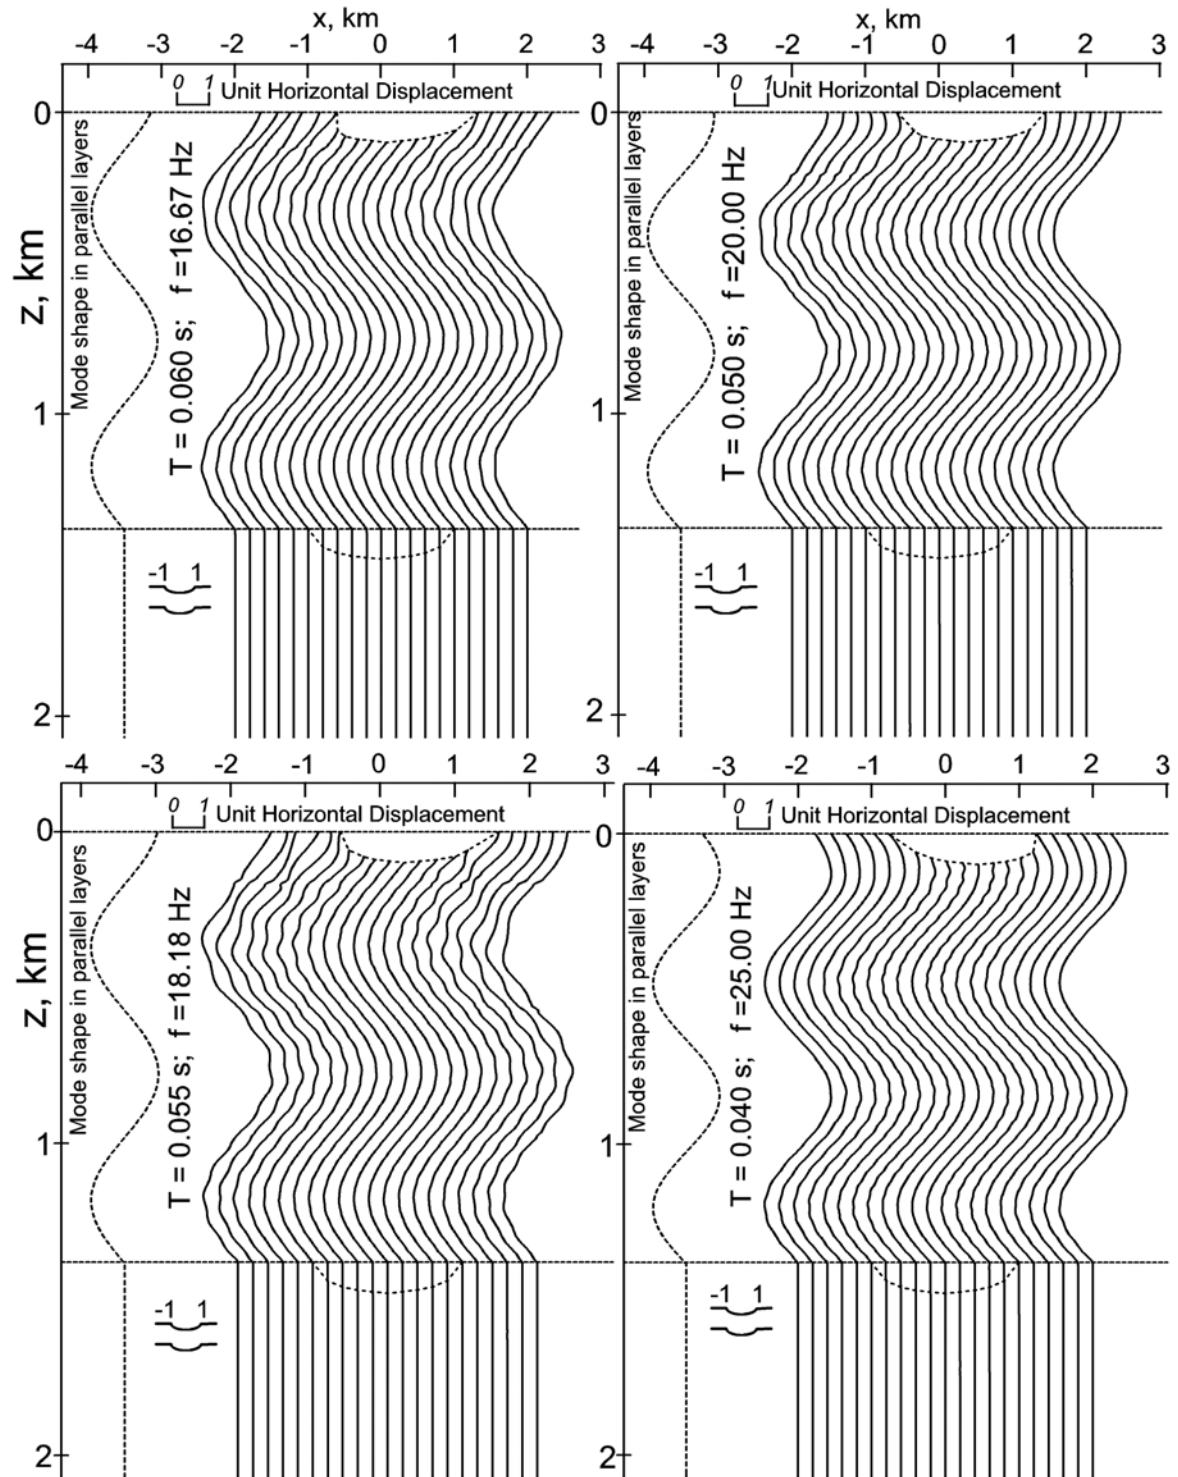 x, km
x, km
-4 -3 -2 -1 0 1 2 3
-4 -3 -2 -1 0 1 2 3
0 1 Unit Horizontal Displacement
0 1 Unit Horizontal Displacement
0
0
Mode shape in parallel layers
T = 0.060 s; f =16.67 Hz
Mode shape in parallel layers
T = 0.050 s; f =20.00 Hz
z, km
1
1
-1 1
-1 1
2
2
-4 -3 -2 -1 0 1 2 3
-4 -3 -2 -1 0 1 2 3
0 1 Unit Horizontal Displacement
0 1 Unit Horizontal Displacement
0
0
Mode shape in parallel layers
T = 0.055 s; f =18.18 Hz
Mode shape in parallel layers
T = 0.040 s; f =25.00 Hz
z, km
1
1
-1 1
-1 1
2
2